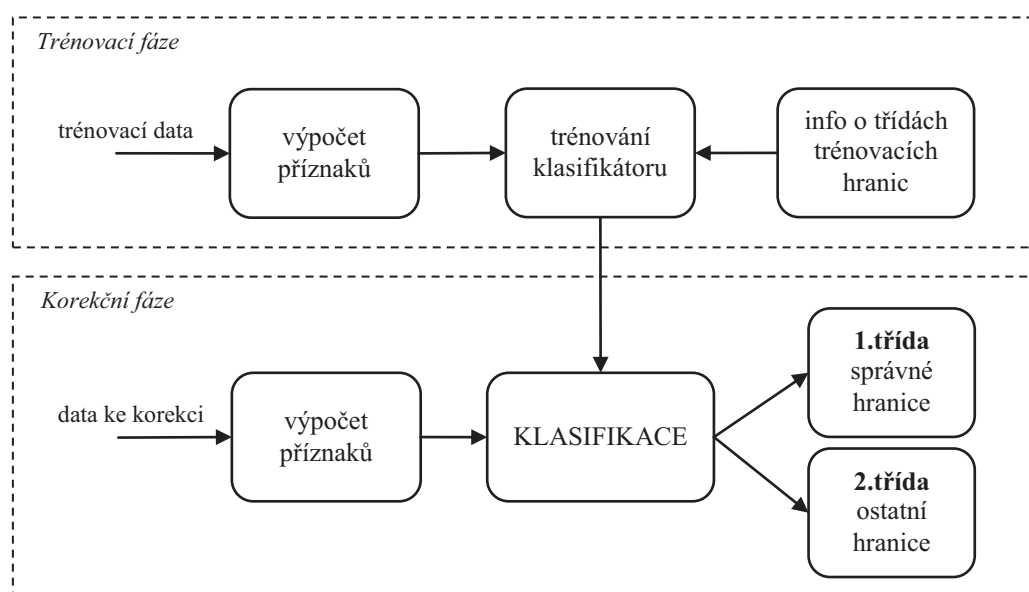 Trénovací fáze
trénovací data
výpočet
příznaků
trénování
klasifikátoru
info o třídách
trénovacích
hranic
Korekční fáze
data ke korekci
výpočet
příznaků
KLASIFIKACE
1.třída
správné
hranice
2.třída
ostatní
hranice